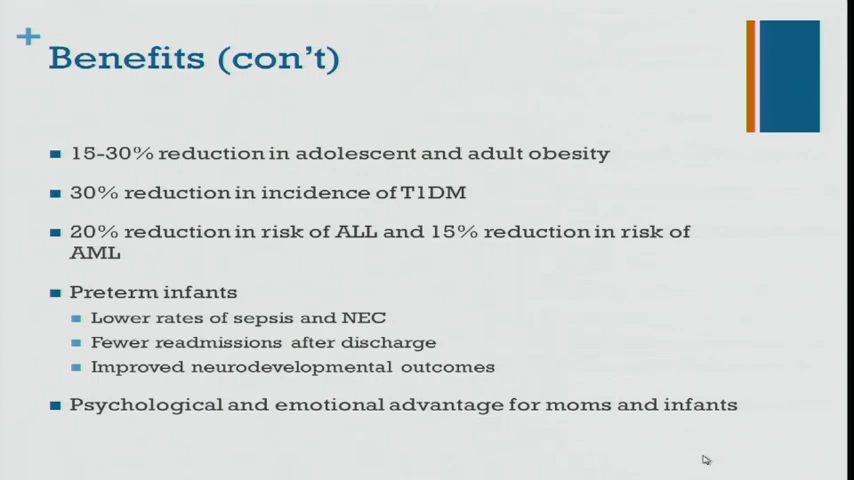 +
Benefits (con't)
15-30% reduction in adolescent and adult obesity
30% reduction in incidence of T1DM
20% reduction in risk of ALL and 15% reduction in risk of
AML
Preterm infants
Lower rates of sepsis and NEC
Fewer readmissions after discharge
Improved neurodevelopmental outcomes
Psychological and emotional advantage for moms and infants